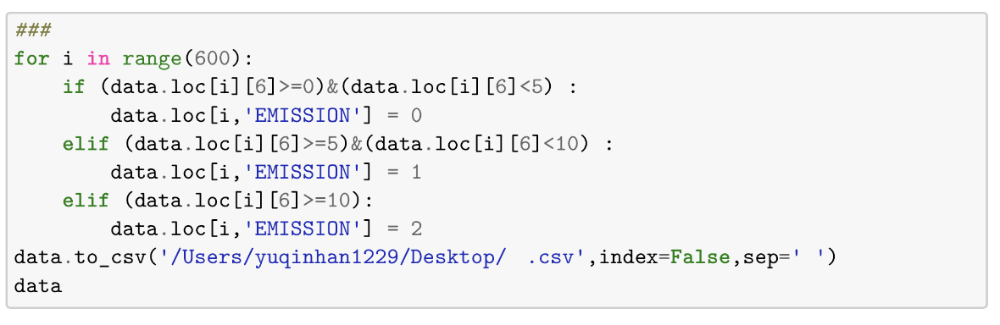 ###
for i in range(600):
    if (data.loc[i][6]>=0)&(data.loc[i][6]<5) :
        data.loc[i,'EMISSION'] = 0
    elif (data.loc[i][6]>=5)&(data.loc[i][6]<10) :
        data.loc[i,'EMISSION'] = 1
    elif (data.loc[i][6]>=10):
        data.loc[i,'EMISSION'] = 2
data.to_csv('/Users/yuqinhan1229/Desktop/  .csv',index=False,sep=' ')
data